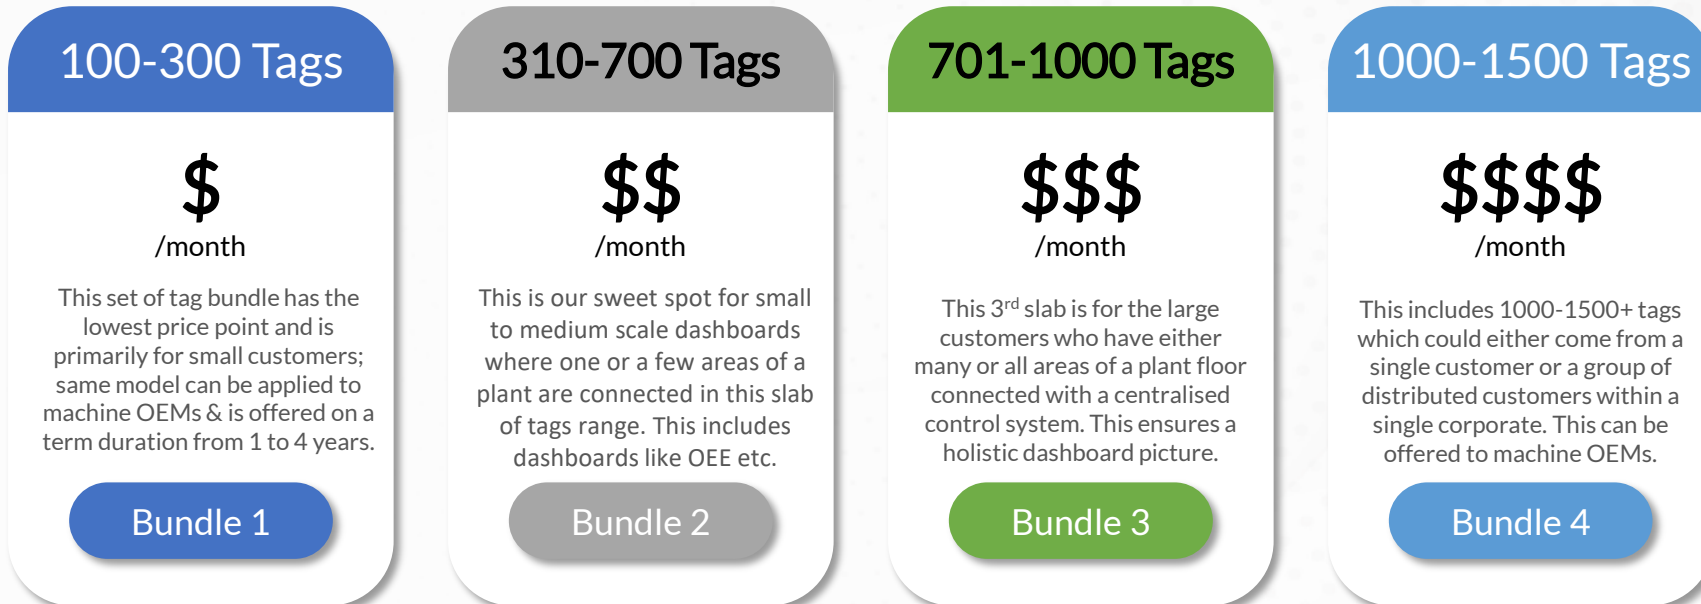 100-300 Tags
$
/month
This set of tag bundle has the
lowest price point and is
primarily for small customers;
same model can be applied to
machine OEMs & is offered on a
term duration from 1 to 4 years.
Bundle 1
310-700 Tags
$$
/month
This is our sweet spot for small
to medium scale dashboards
where one or a few areas of a
plant are connected in this slab
of tags range. This includes
dashboards like OEE etc.
Bundle 2
701-1000 Tags
$$$
/month
This 3rd slab is for the large
customers who have either
many or all areas of a plant floor
connected with a centralised
control system. This ensures a
holistic dashboard picture.
Bundle 3
1000-1500 Tags
$$$$
/month
This includes 1000-1500+ tags
which could either come from a
single customer or a group of
distributed customers within a
single corporate. This can be
offered to machine OEMs.
Bundle 4